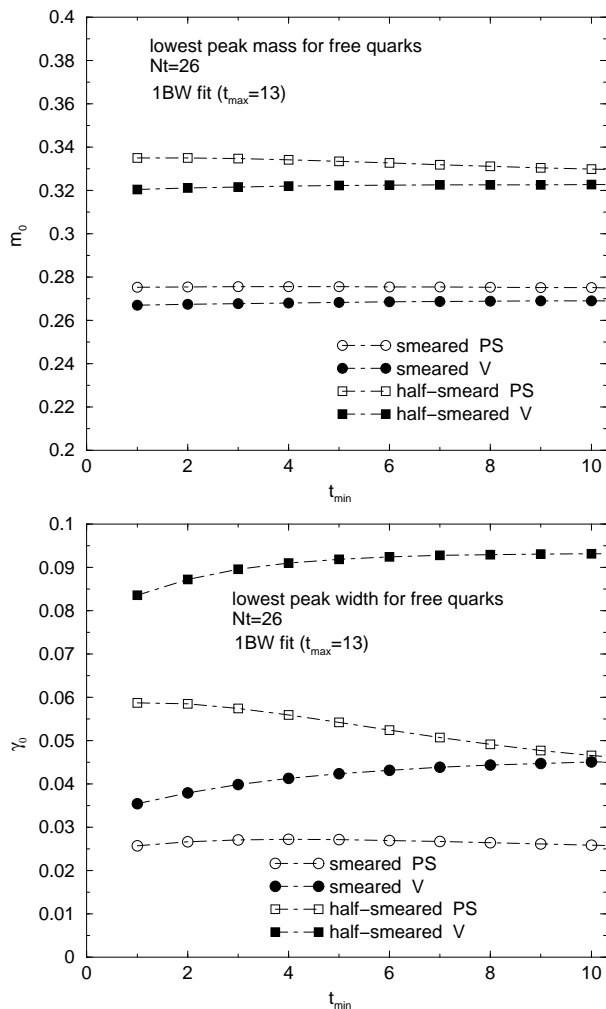 0.4
0.38
0.36
0.34
0.32
0.3
0.28
0.26
0.24
0.22
0.2
m₀
lowest peak mass for free quarks
Nt=26
1BW fit (t_max=13)
smeared PS
smeared V
half−smeard PS
half−smeared V
0 2 4 6 8 10
t_min
0.1
0.09
0.08
0.07
0.06
0.05
0.04
0.03
0.02
0.01
0
γ₀
lowest peak width for free quarks
Nt=26
1BW fit (t_max=13)
smeared PS
smeared V
half−smeared PS
half−smeared V
0 2 4 6 8 10
t_min